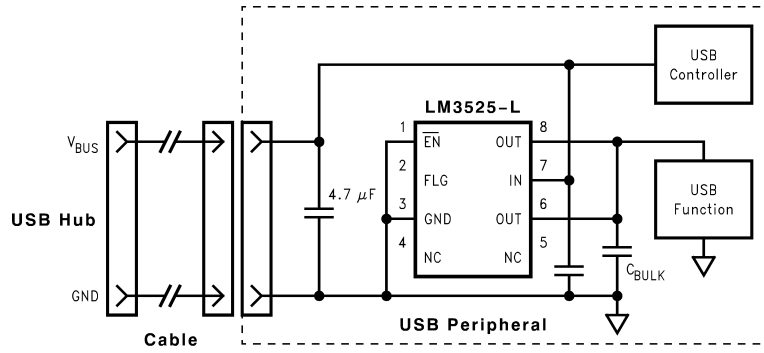 USB
Controller
LM3525-L
1
EN
OUT
8
V_BUS
2
FLG
IN
7
USB
Function
4.7 μF
3
GND
OUT
6
USB Hub
4
NC
NC
5
C_BULK
GND
USB Peripheral
Cable